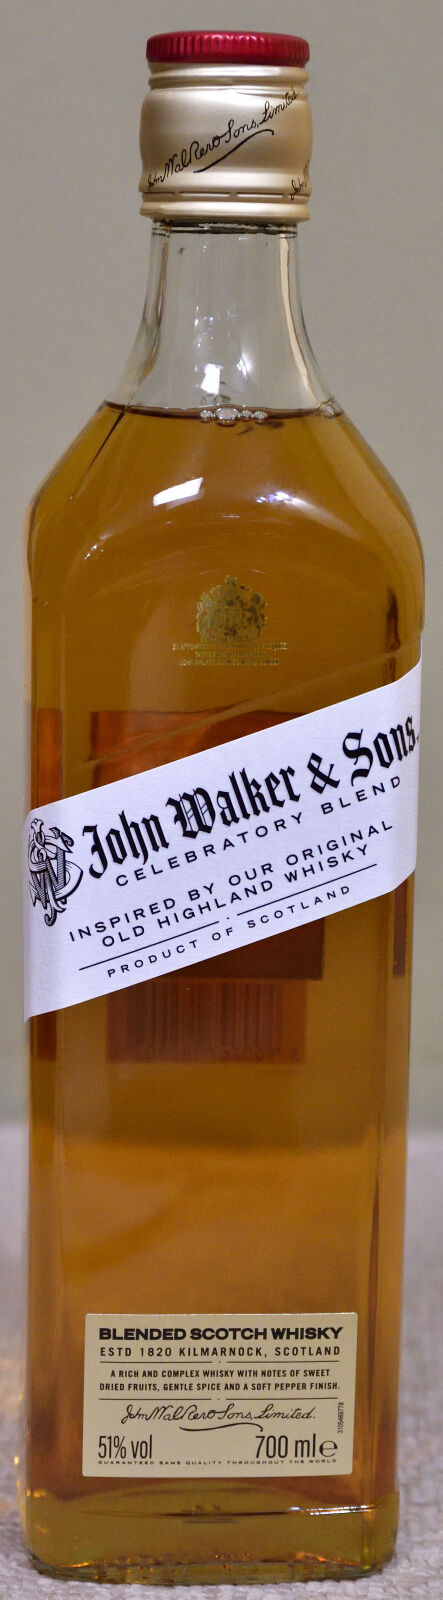 John Walker & Sons, Limited.
John Walker & Sons.
CELEBRATORY BLEND
INSPIRED BY OUR ORIGINAL
OLD HIGHLAND WHISKY
PRODUCT OF SCOTLAND
BLENDED SCOTCH WHISKY
ESTD 1820 KILMARNOCK, SCOTLAND
A RICH AND COMPLEX WHISKY WITH NOTES OF SWEET
DRIED FRUITS, GENTLE SPICE AND A SOFT PEPPER FINISH.
John Walker & Sons, Limited.
51% vol 700 ml e
GUARANTEED SAME QUALITY THROUGHOUT THE WORLD